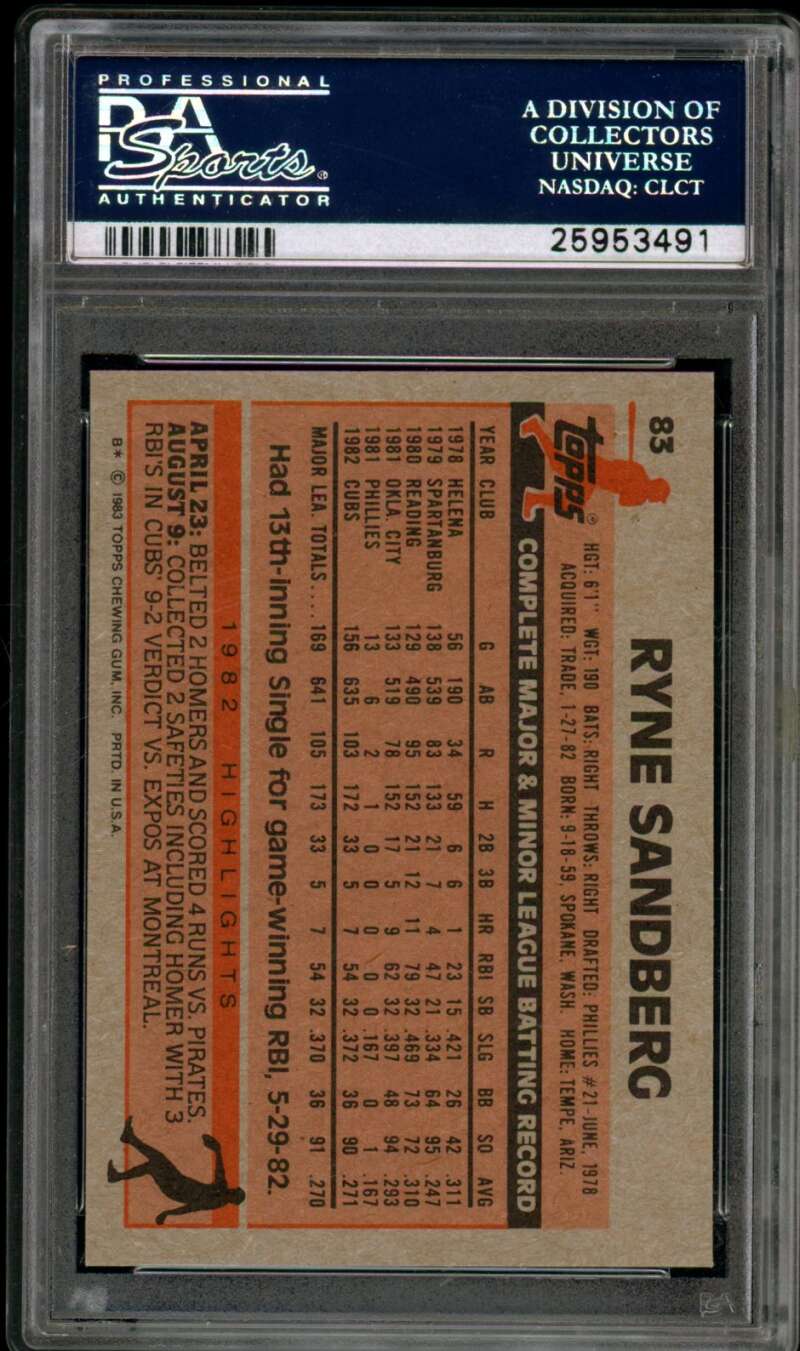 PROFESSIONAL
PSA
Sports®
AUTHENTICATOR
A DIVISION OF
COLLECTORS
UNIVERSE
NASDAQ: CLCT
25953491
83
topps®
RYNE SANDBERG
HGT: 6'1" WGT: 190 BATS: RIGHT THROWS: RIGHT DRAFTED: PHILLIES #21-JUNE, 1978
ACQUIRED: TRADE, 1-27-82 BORN: 9-18-59, SPOKANE, WASH. HOME: TEMPE, ARIZ.
COMPLETE MAJOR & MINOR LEAGUE BATTING RECORD
YEAR CLUB G AB R H 2B 3B HR RBI SB SLG BB SO AVG
1978 HELENA 56 190 34 59 6 6 1 23 15 .421 26 42 .311
1979 SPARTANBURG 138 539 83 133 21 7 4 47 21 .334 64 95 .247
1980 READING 129 490 95 152 21 12 11 79 32 .469 73 72 .310
1981 OKLA. CITY 133 519 78 152 17 5 9 62 32 .397 48 94 .293
1981 PHILLIES 13 6 2 1 0 0 0 0 0 .167 0 1 .167
1982 CUBS 156 635 103 172 33 5 7 54 32 .372 36 90 .271
MAJOR LEA. TOTALS.... 169 641 105 173 33 5 7 54 32 .370 36 91 .270
Had 13th-inning Single for game-winning RBI, 5-29-82.
1982 HIGHLIGHTS
APRIL 23: BELTED 2 HOMERS AND SCORED 4 RUNS VS. PIRATES.
AUGUST 9: COLLECTED 2 SAFETIES INCLUDING HOMER WITH 3
RBI'S IN CUBS' 9-2 VERDICT VS. EXPOS AT MONTREAL.
B* © 1983 TOPPS CHEWING GUM, INC. PRTD. IN U.S.A.
PSA